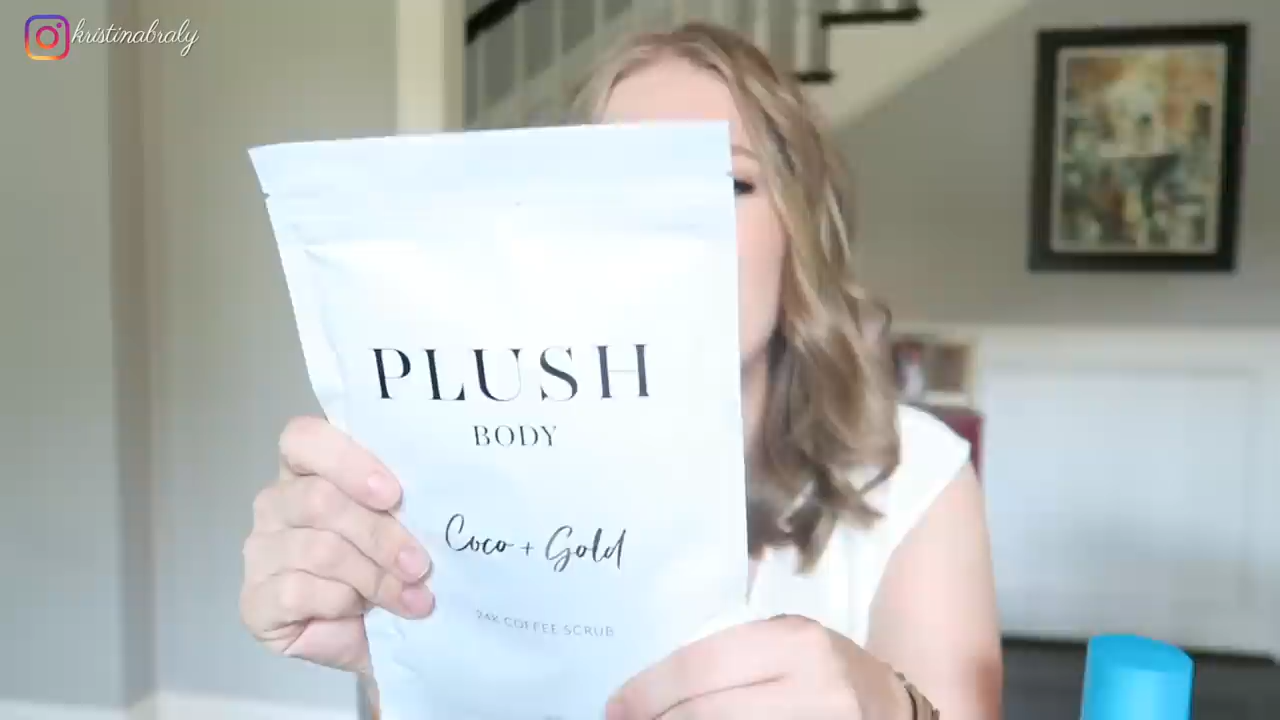 kristinabraly
PLUSH
BODY
Coco + Gold
24K COFFEE SCRUB